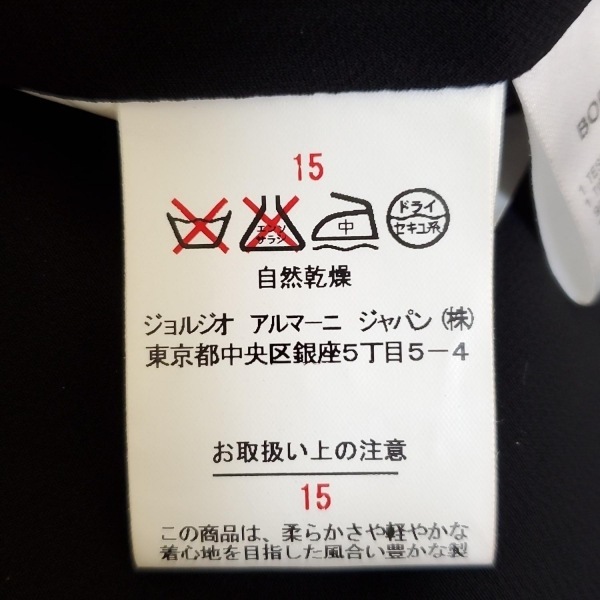 15
エンソ
サラシ
中
ドライ
セキユ系
自然乾燥
ジョルジオ アルマーニ ジャパン(株)
東京都中央区銀座5丁目5-4
お取扱い上の注意
15
この商品は、柔らかさや軽やかな
着心地を目指した風合い豊かな製